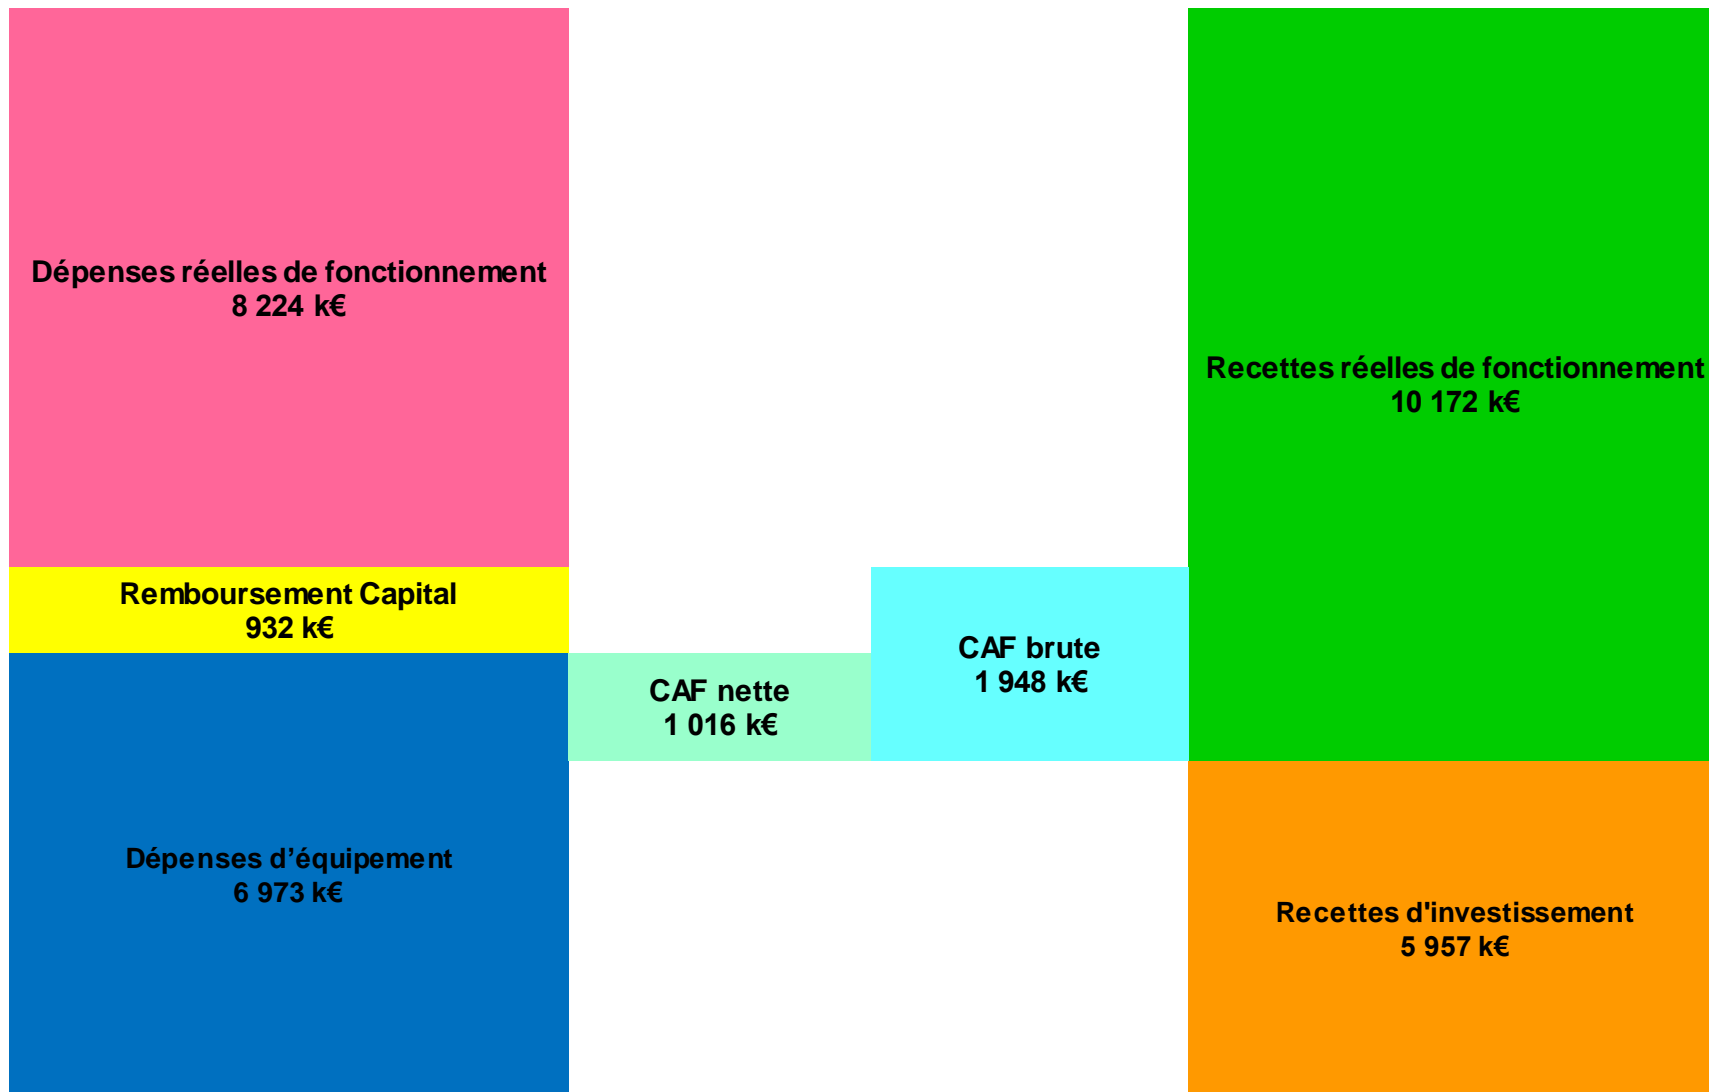 Dépenses réelles de fonctionnement
8 224 k€
Recettes réelles de fonctionnement
10 172 k€
Remboursement Capital
932 k€
CAF brute
1 948 k€
CAF nette
1 016 k€
Dépenses d’équipement
6 973 k€
Recettes d'investissement
5 957 k€